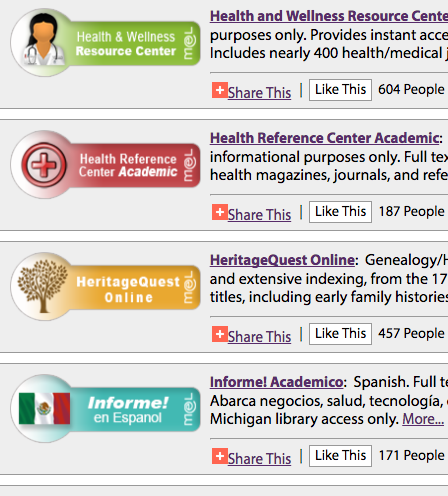 Health & Wellness
Resource Center
MeL
Health and Wellness Resource Cente
purposes only. Provides instant acce
Includes nearly 400 health/medical j
Share This | Like This 604 People
Health Reference
Center Academic
MeL
Health Reference Center Academic:
informational purposes only. Full tex
health magazines, journals, and refe
Share This | Like This 187 People
HeritageQuest
Online
MeL
HeritageQuest Online: Genealogy/H
and extensive indexing, from the 17
titles, including early family histories
Share This | Like This 457 People
Informe!
en Espanol
MeL
Informe! Academico: Spanish. Full te
Abarca negocios, salud, tecnología,
Michigan library access only. More...
Share This | Like This 171 People